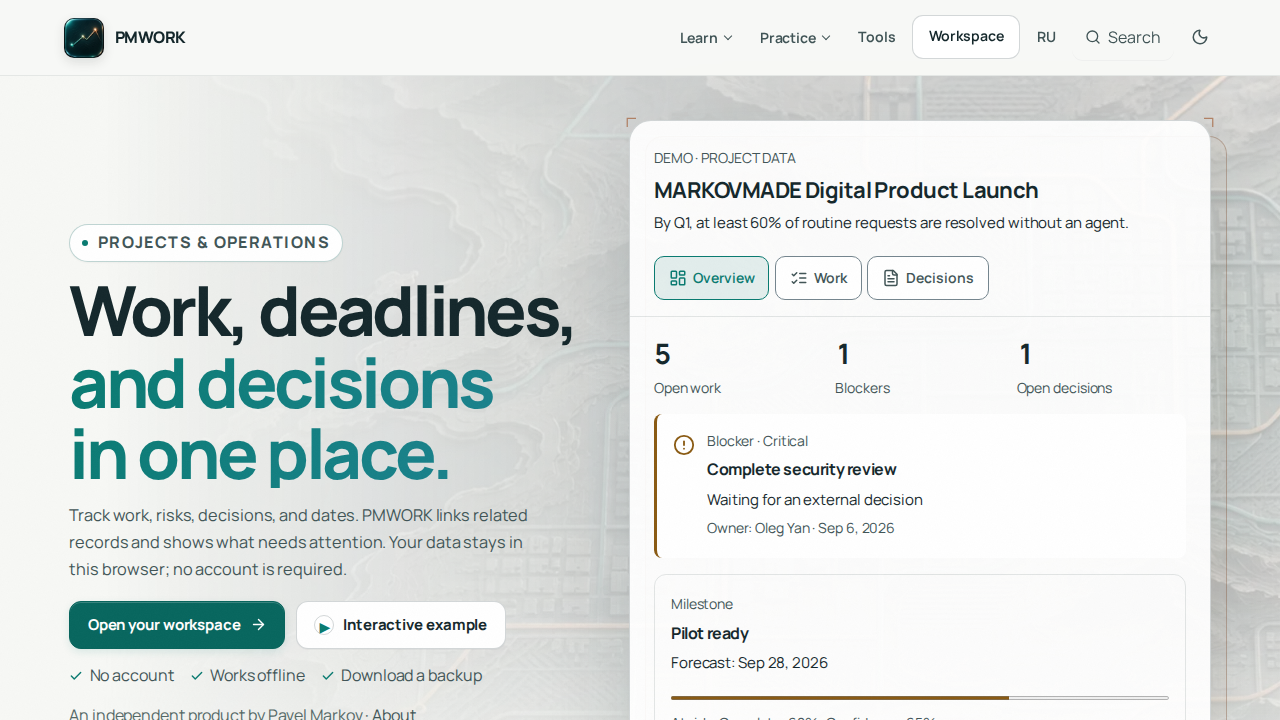 PMWORK
Learn
Practice
Tools
Workspace
RU
Search
PROJECTS & OPERATIONS
Work, deadlines,
and decisions
in one place.
Track work, risks, decisions, and dates. PMWORK links related
records and shows what needs attention. Your data stays in
this browser; no account is required.
Open your workspace
Interactive example
No account
Works offline
Download a backup
An independent product by Pavel Markov · About
DEMO · PROJECT DATA
MARKOVMADE Digital Product Launch
By Q1, at least 60% of routine requests are resolved without an agent.
Overview
Work
Decisions
5
Open work
1
Blockers
1
Open decisions
Blocker · Critical
Complete security review
Waiting for an external decision
Owner: Oleg Yan · Sep 6, 2026
Milestone
Pilot ready
Forecast: Sep 28, 2026